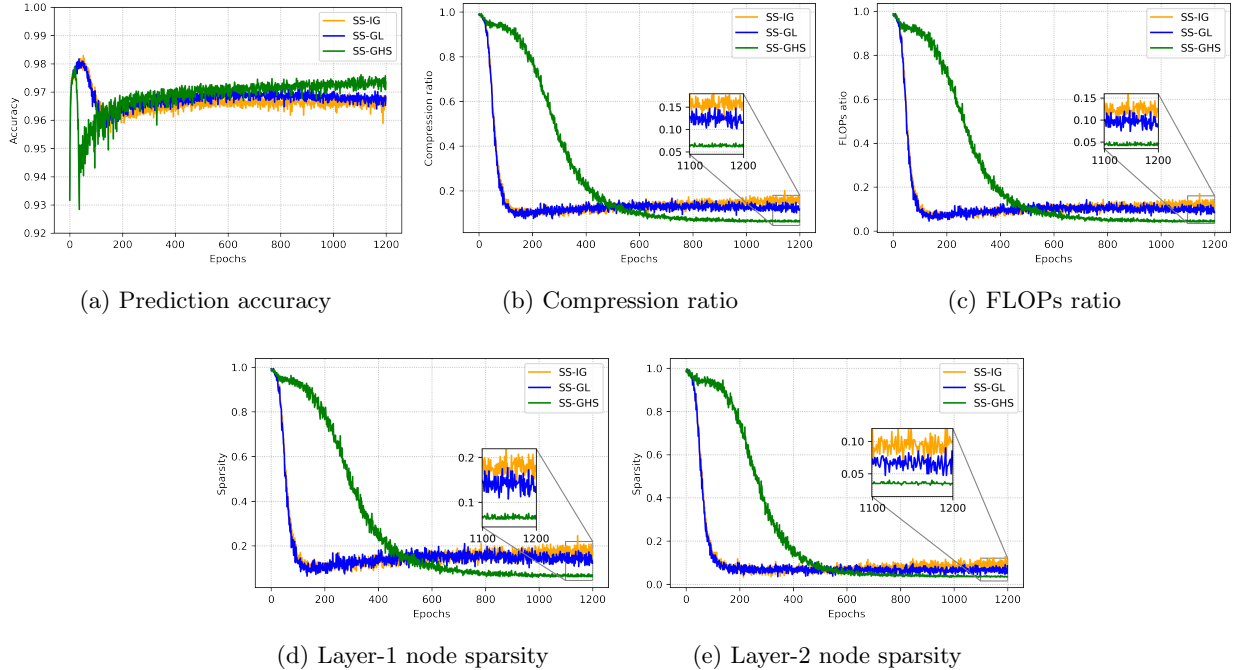 1.00
0.99
0.98
0.97
0.96
0.95
0.94
0.93
0.92
Accuracy
0 200 400 600 800 1000 1200
Epochs
SS-IG
SS-GL
SS-GHS
(a) Prediction accuracy
1.0
0.8
0.6
0.4
0.2
Compression ratio
0 200 400 600 800 1000 1200
Epochs
SS-IG
SS-GL
SS-GHS
0.15
0.10
0.05
1100 1200
(b) Compression ratio
1.0
0.8
0.6
0.4
0.2
0.0
FLOPs ratio
0 200 400 600 800 1000 1200
Epochs
SS-IG
SS-GL
SS-GHS
0.15
0.10
0.05
1100 1200
(c) FLOPs ratio
1.0
0.8
0.6
0.4
0.2
Sparsity
0 200 400 600 800 1000 1200
Epochs
SS-IG
SS-GL
SS-GHS
0.2
0.1
1100 1200
(d) Layer-1 node sparsity
1.0
0.8
0.6
0.4
0.2
0.0
Sparsity
0 200 400 600 800 1000 1200
Epochs
SS-IG
SS-GL
SS-GHS
0.10
0.05
1100 1200
(e) Layer-2 node sparsity